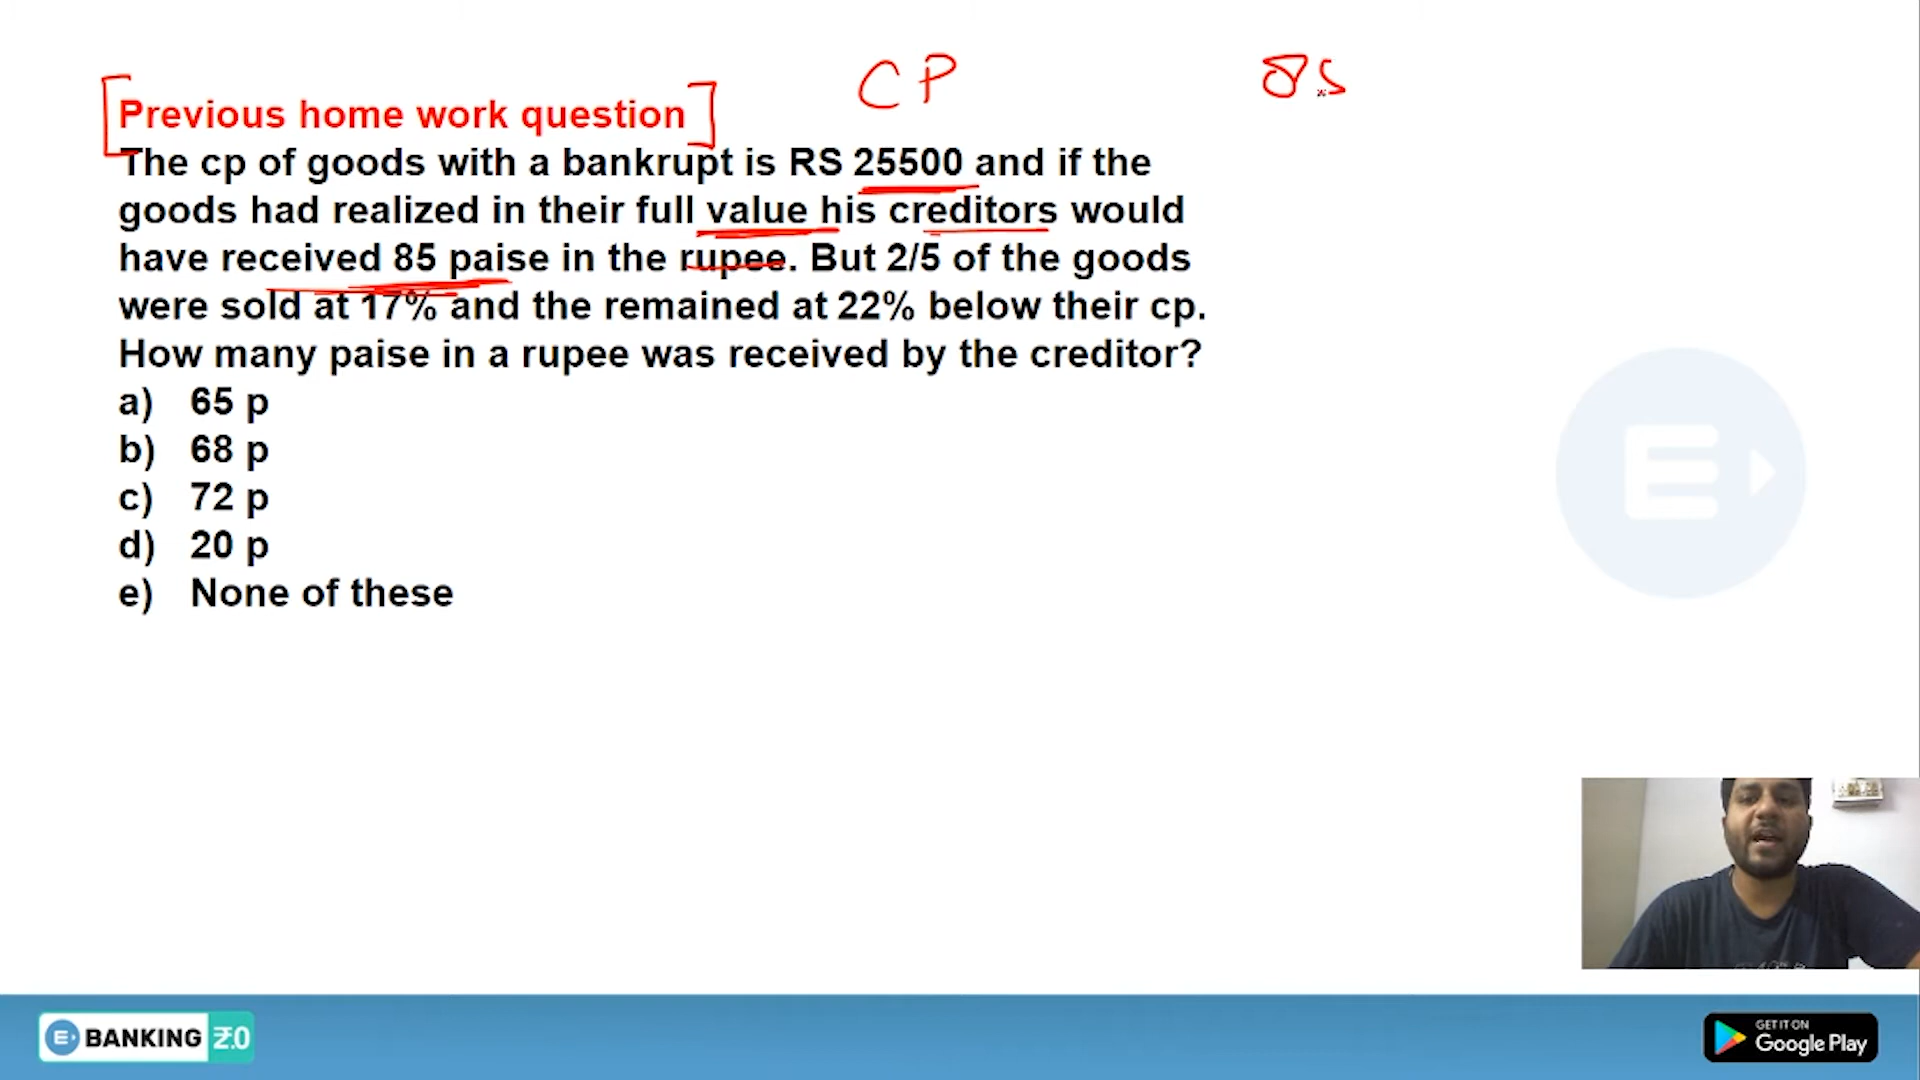 CP
85
Previous home work question
The cp of goods with a bankrupt is RS 25500 and if the
goods had realized in their full value his creditors would
have received 85 paise in the rupee. But 2/5 of the goods
were sold at 17% and the remained at 22% below their cp.
How many paise in a rupee was received by the creditor?
a) 65 p
b) 68 p
c) 72 p
d) 20 p
e) None of these
E
E BANKING 2.0
GET IT ON
Google Play